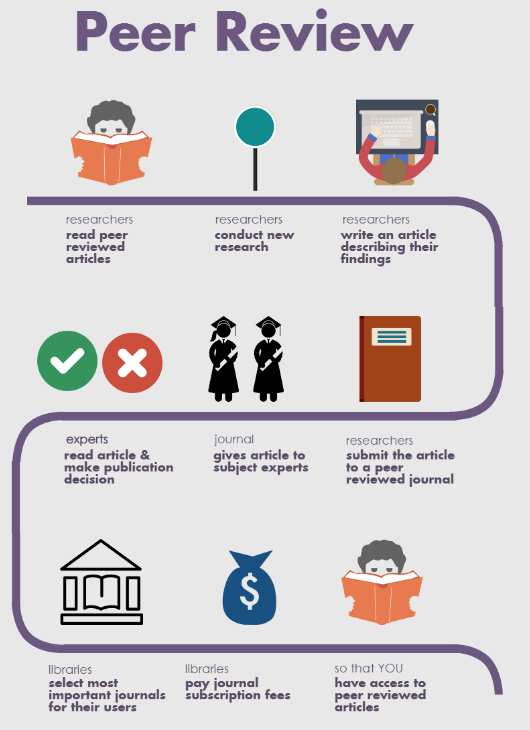 Peer Review
researchers
read peer
reviewed
articles
researchers
conduct new
research
researchers
write an article
describing their
findings
researchers
submit the article
to a peer
reviewed journal
journal
gives article to
subject experts
experts
read article &
make publication
decision
libraries
select most
important journals
for their users
libraries
pay journal
subscription fees
$
so that YOU
have access to
peer reviewed
articles